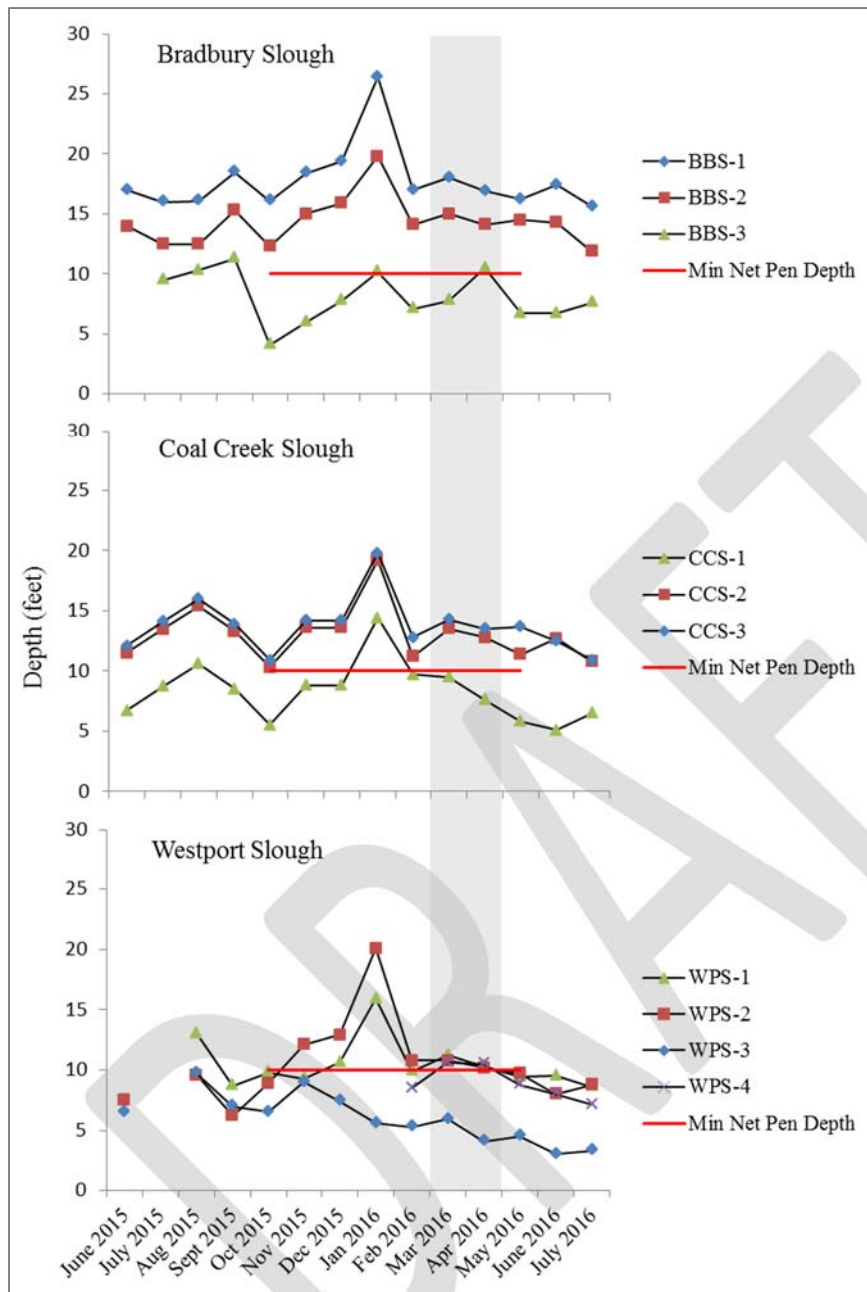 Bradbury Slough
30
25
20
15
10
5
0
BBS-1
BBS-2
BBS-3
Min Net Pen Depth
Coal Creek Slough
30
25
20
15
10
5
0
CCS-1
CCS-2
CCS-3
Min Net Pen Depth
Depth (feet)
Westport Slough
30
25
20
15
10
5
0
WPS-1
WPS-2
WPS-3
WPS-4
Min Net Pen Depth
June 2015
July 2015
Aug 2015
Sept 2015
Oct 2015
Nov 2015
Dec 2015
Jan 2016
Feb 2016
Mar 2016
Apr 2016
May 2016
June 2016
July 2016
DRAFT